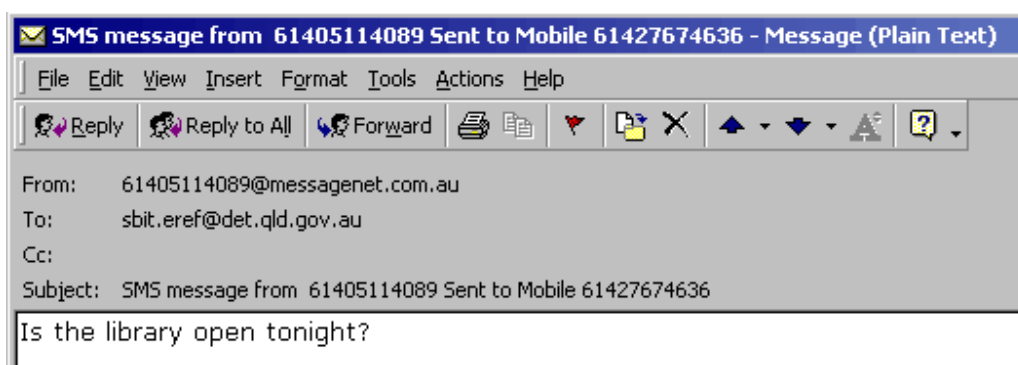 SMS message from 61405114089 Sent to Mobile 61427674636 - Message (Plain Text)
File Edit View Insert Format Tools Actions Help
Reply Reply to All Forward A ?
From: 61405114089@messagenet.com.au
To: sbit.eref@det.qld.gov.au
Cc:
Subject: SMS message from 61405114089 Sent to Mobile 61427674636
Is the library open tonight?